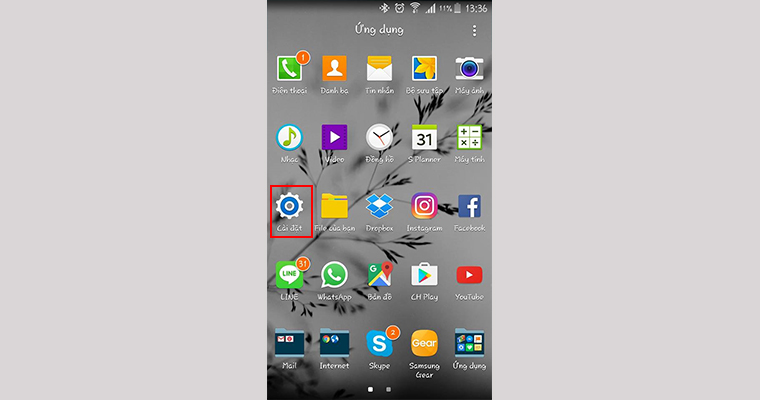 11% 13:36
Ứng dụng
1
Điện thoại Danh bạ Tin nhắn Bộ sưu tập Máy ảnh
31
Nhạc Video Đồng hồ S Planner Máy tính
Cài đặt File của bạn Dropbox Instagram Facebook
LINE 31 G
LINE WhatsApp Bản đồ CH Play YouTube
S 2 Gear
Mail Internet Skype Samsung Gear Ứng dụng